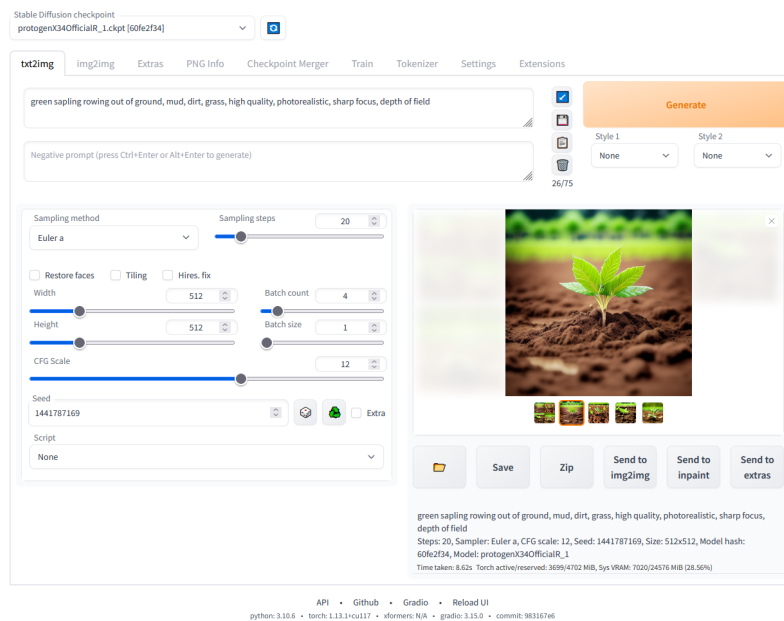 Stable Diffusion checkpoint
protogenX34OfficialR_1.ckpt [60fe2f34]
txt2img img2img Extras PNG Info Checkpoint Merger Train Tokenizer Settings Extensions
green sapling rowing out of ground, mud, dirt, grass, high quality, photorealistic, sharp focus, depth of field
Negative prompt (press Ctrl+Enter or Alt+Enter to generate)
26/75
Generate
Style 1 Style 2
None None
Sampling method Sampling steps 20
Euler a
Restore faces Tiling Hires. fix
Width 512 Batch count 4
Height 512 Batch size 1
CFG Scale 12
Seed
1441787169 Extra
Script
None
Save Zip Send to img2img Send to inpaint Send to extras
green sapling rowing out of ground, mud, dirt, grass, high quality, photorealistic, sharp focus,
depth of field
Steps: 20, Sampler: Euler a, CFG scale: 12, Seed: 1441787169, Size: 512x512, Model hash:
60fe2f34, Model: protogenX34OfficialR_1
Time taken: 8.62s Torch active/reserved: 3699/4702 MiB, Sys VRAM: 7020/24576 MiB (28.56%)
API • Github • Gradio • Reload UI
python: 3.10.6 • torch: 1.13.1+cu117 • xformers: N/A • gradio: 3.15.0 • commit: 983167e6